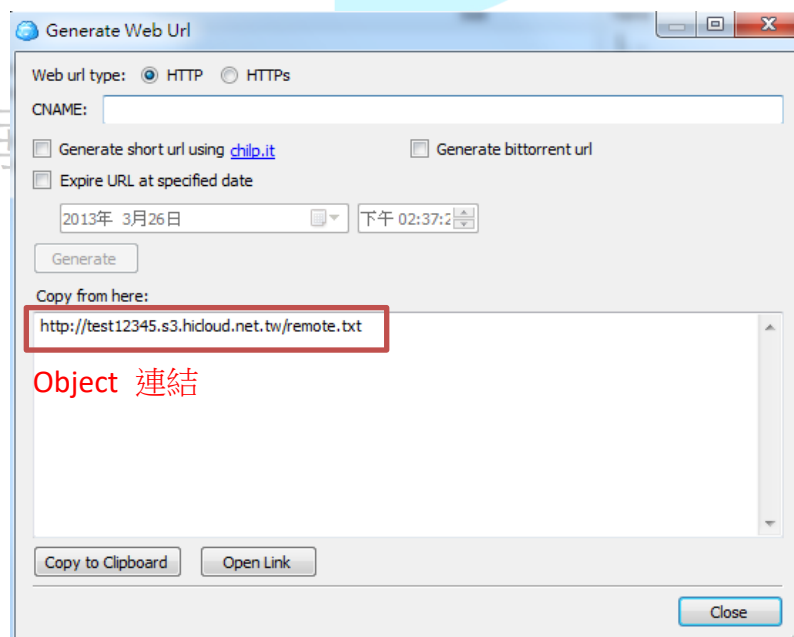 Generate Web Url
Web url type: HTTP HTTPs
CNAME:
Generate short url using chilp.it Generate bittorrent url
Expire URL at specified date
2013年 3月26日 下午 02:37:2
Generate
Copy from here:
http://test12345.s3.hicloud.net.tw/remote.txt
Object 連結
Copy to Clipboard Open Link
Close